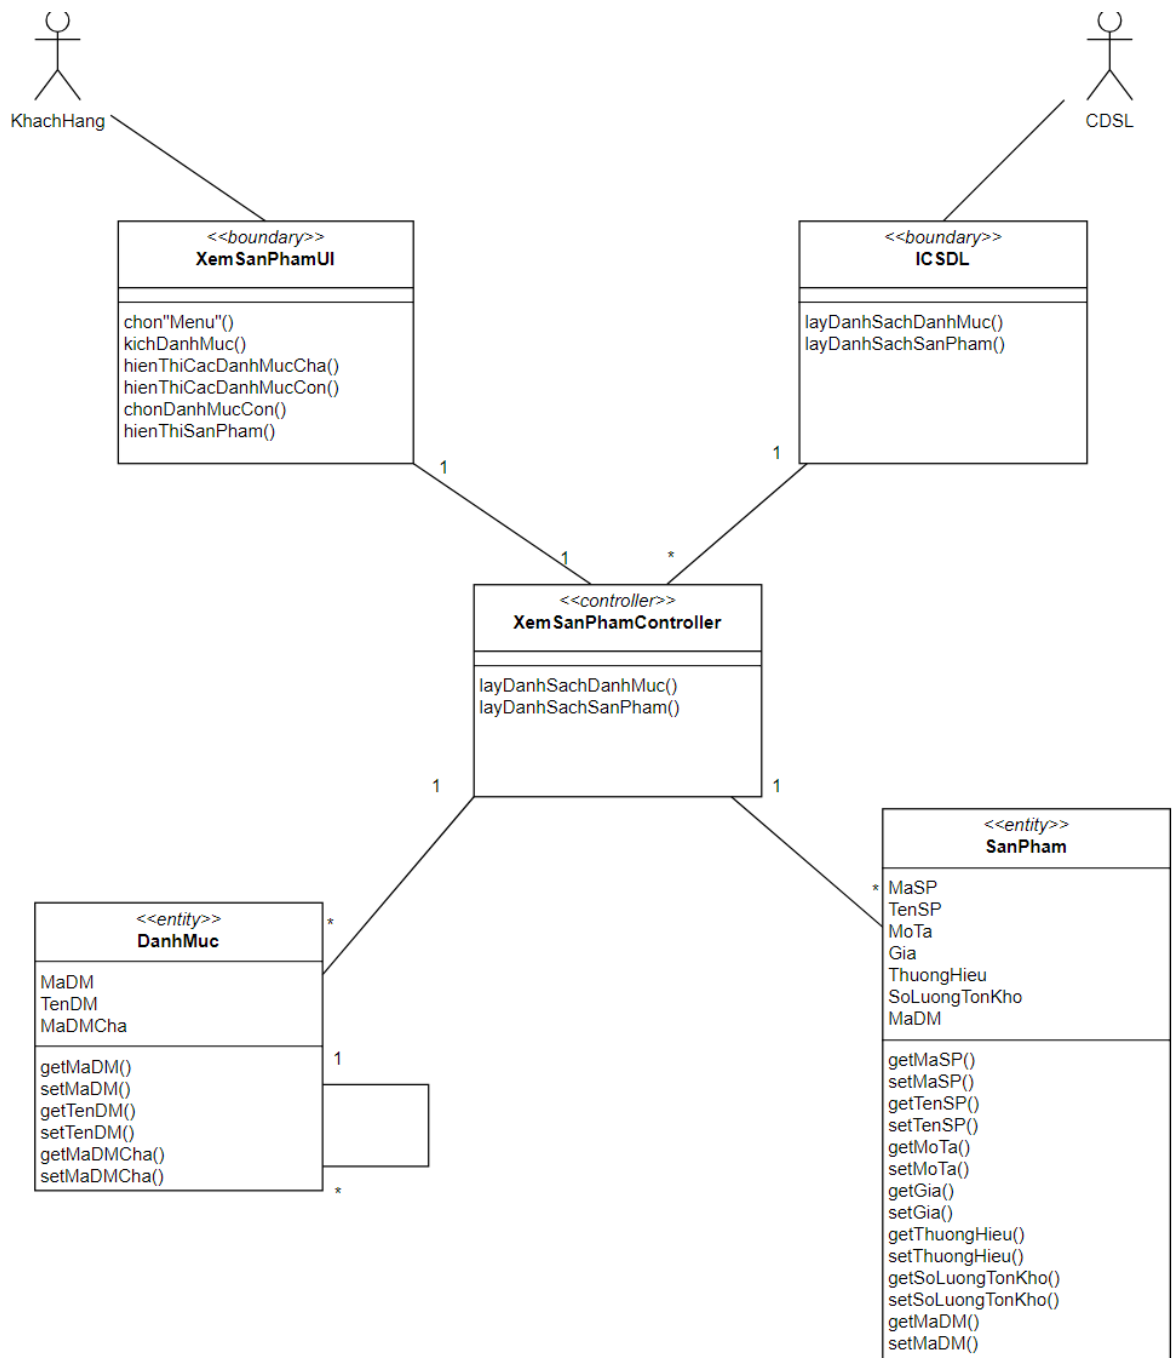 KhachHang
CDSL
<<boundary>>
XemSanPhamUI
chon"Menu"()
kichDanhMuc()
hienThiCacDanhMucCha()
hienThiCacDanhMucCon()
chonDanhMucCon()
hienThiSanPham()
<<boundary>>
ICSDL
layDanhSachDanhMuc()
layDanhSachSanPham()
1
1
1
*
<<controller>>
XemSanPhamController
layDanhSachDanhMuc()
layDanhSachSanPham()
1
1
*
*
<<entity>>
DanhMuc
MaDM
TenDM
MaDMCha
getMaDM()
setMaDM()
getTenDM()
setTenDM()
getMaDMCha()
setMaDMCha()
1
*
<<entity>>
SanPham
MaSP
TenSP
MoTa
Gia
ThuongHieu
SoLuongTonKho
MaDM
getMaSP()
setMaSP()
getTenSP()
setTenSP()
getMoTa()
setMoTa()
getGia()
setGia()
getThuongHieu()
setThuongHieu()
getSoLuongTonKho()
setSoLuongTonKho()
getMaDM()
setMaDM()